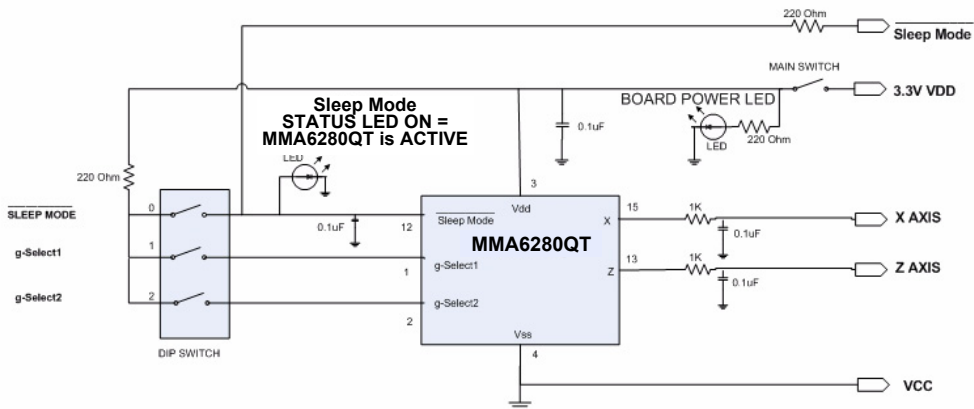 220 Ohm
Sleep Mode
MAIN SWITCH
3.3V VDD
Sleep Mode
STATUS LED ON =
MMA6280QT is ACTIVE
BOARD POWER LED
0.1uF
LED
220 Ohm
LED
220 Ohm
3
SLEEP MODE
0
0.1uF
12
Sleep Mode
Vdd
X
15
1K
X AXIS
0.1uF
MMA6280QT
g-Select1
1
1
g-Select1
Z
13
1K
Z AXIS
0.1uF
g-Select2
2
2
g-Select2
Vss
4
DIP SWITCH
VCC